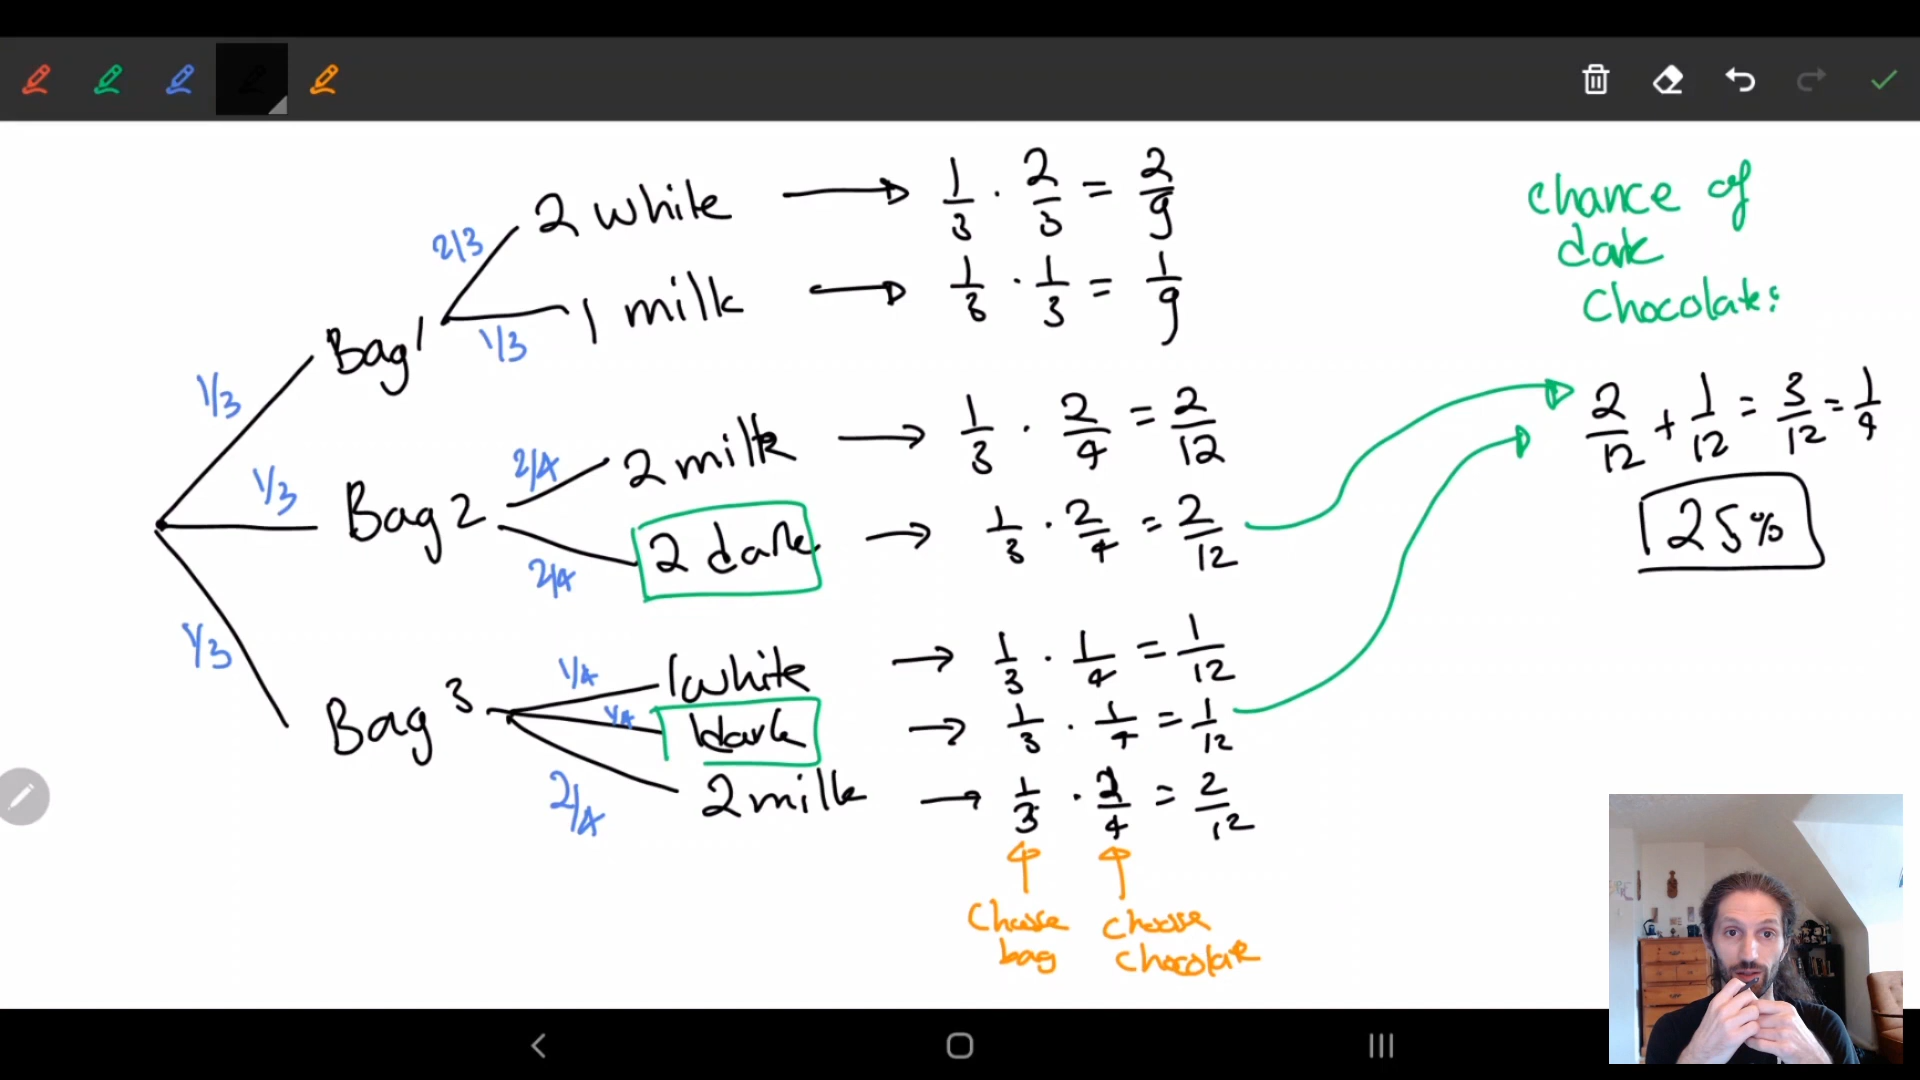 2/3 2 white → 1/3 · 2/3 = 2/9
1/3 1 milk → 1/3 · 1/3 = 1/9
1/3 Bag 1
2/4 2 milk → 1/3 · 2/4 = 2/12
1/3 Bag 2
2/4 2 dark → 1/3 · 2/4 = 2/12
1/4 1 white → 1/3 · 1/4 = 1/12
1/3 Bag 3
1/4 1 dark → 1/3 · 1/4 = 1/12
2/4 2 milk → 1/3 · 2/4 = 2/12
Choose bag
choose chocolate
chance of
dark
Chocolate:
2/12 + 1/12 = 3/12 = 1/4
25%